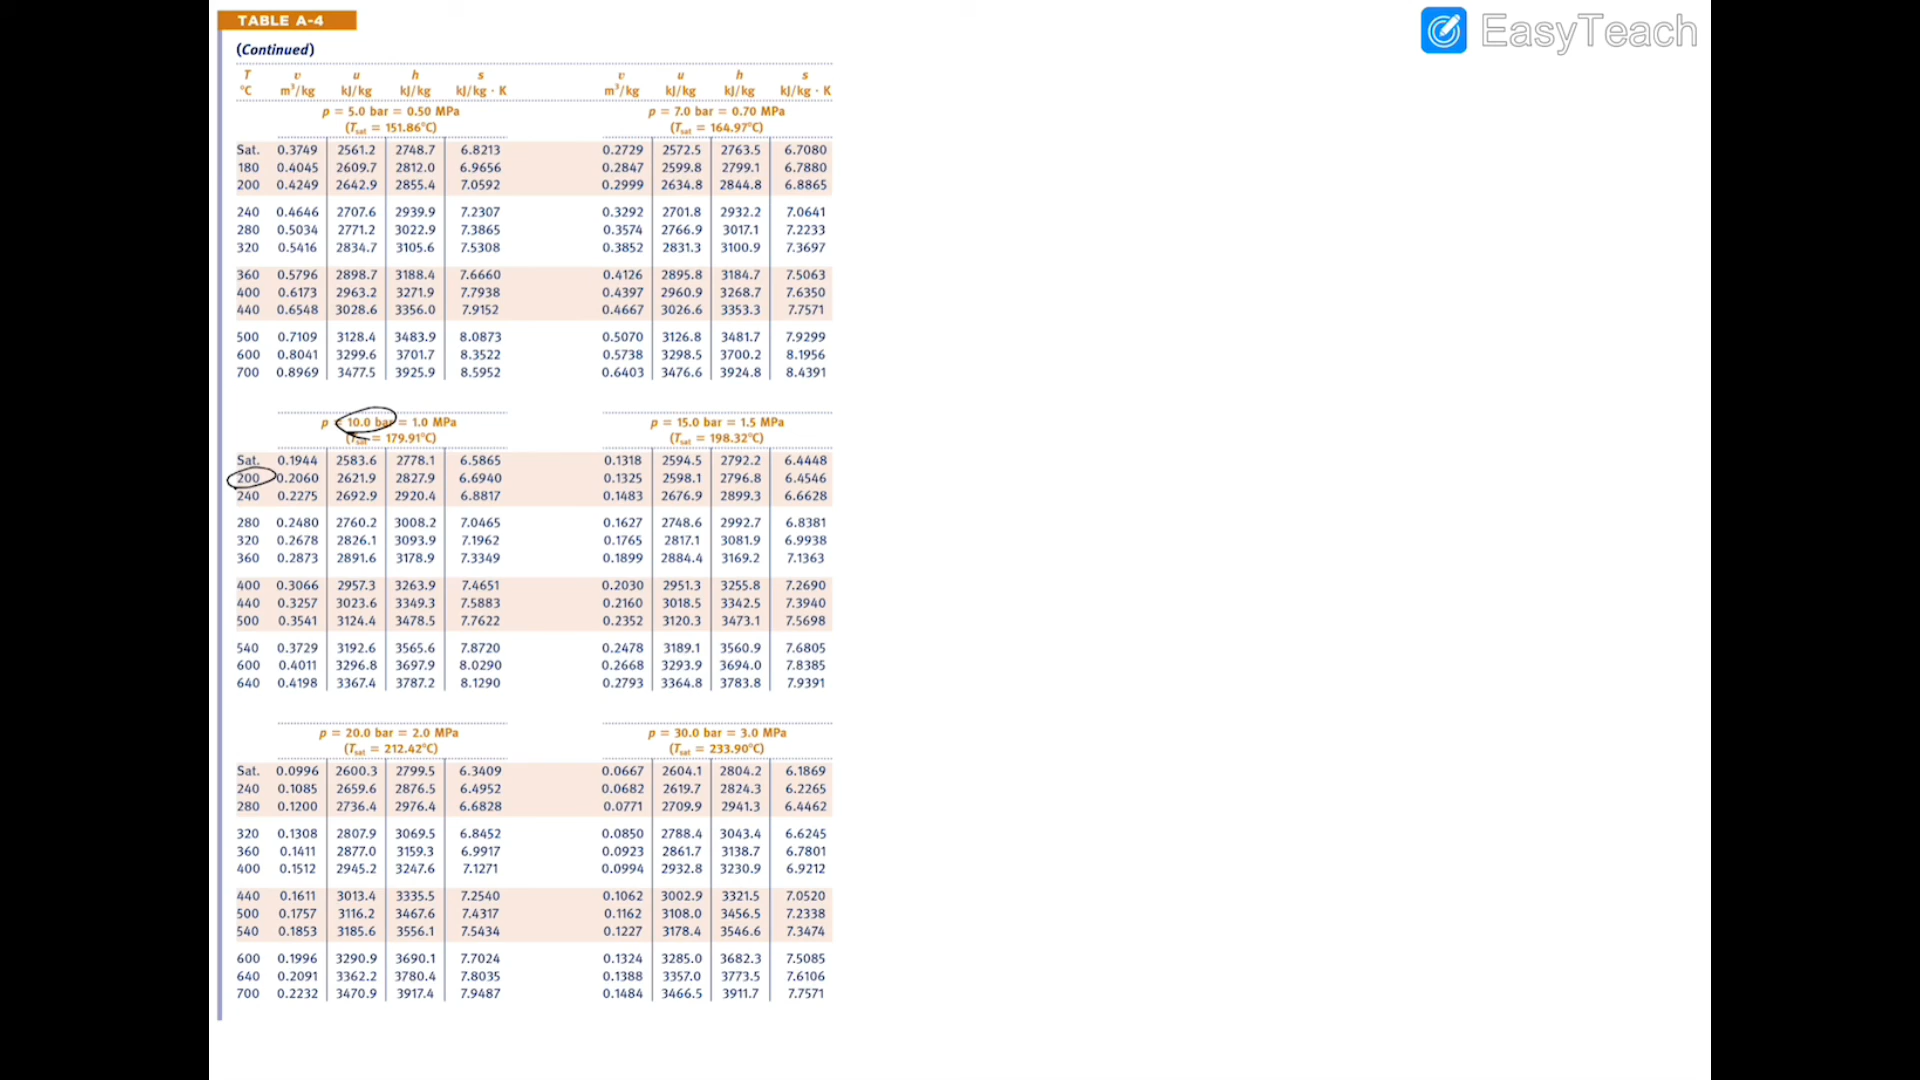 TABLE A-4
EasyTeach
(Continued)
T v u h s v u h s
°C m³/kg kJ/kg kJ/kg kJ/kg · K m³/kg kJ/kg kJ/kg kJ/kg · K
p = 5.0 bar = 0.50 MPa p = 7.0 bar = 0.70 MPa
(Tsat = 151.86°C) (Tsat = 164.97°C)
Sat. 0.3749 2561.2 2748.7 6.8213 0.2729 2572.5 2763.5 6.7080
180 0.4045 2609.7 2812.0 6.9656 0.2847 2599.8 2799.1 6.7880
200 0.4249 2642.9 2855.4 7.0592 0.2999 2634.8 2844.8 6.8865
240 0.4646 2707.6 2939.9 7.2307 0.3292 2701.8 2932.2 7.0641
280 0.5034 2771.2 3022.9 7.3865 0.3574 2766.9 3017.1 7.2233
320 0.5416 2834.7 3105.6 7.5308 0.3852 2831.3 3100.9 7.3697
360 0.5796 2898.7 3188.4 7.6660 0.4126 2895.8 3184.7 7.5063
400 0.6173 2963.2 3271.9 7.7938 0.4397 2960.9 3268.7 7.6350
440 0.6548 3028.6 3356.0 7.9152 0.4667 3026.6 3353.3 7.7571
500 0.7109 3128.4 3483.9 8.0873 0.5070 3126.8 3481.7 7.9299
600 0.8041 3299.6 3701.7 8.3522 0.5738 3298.5 3700.2 8.1956
700 0.8969 3477.5 3925.9 8.5952 0.6403 3476.6 3924.8 8.4391
p = 10.0 bar = 1.0 MPa p = 15.0 bar = 1.5 MPa
(Tsat = 179.91°C) (Tsat = 198.32°C)
Sat. 0.1944 2583.6 2778.1 6.5865 0.1318 2594.5 2792.2 6.4448
200 0.2060 2621.9 2827.9 6.6940 0.1325 2598.1 2796.8 6.4546
240 0.2275 2692.9 2920.4 6.8817 0.1483 2676.9 2899.3 6.6628
280 0.2480 2760.2 3008.2 7.0465 0.1627 2748.6 2992.7 6.8381
320 0.2678 2826.1 3093.9 7.1962 0.1765 2817.1 3081.9 6.9938
360 0.2873 2891.6 3178.9 7.3349 0.1899 2884.4 3169.2 7.1363
400 0.3066 2957.3 3263.9 7.4651 0.2030 2951.3 3255.8 7.2690
440 0.3257 3023.6 3349.3 7.5883 0.2160 3018.5 3342.5 7.3940
500 0.3541 3124.4 3478.5 7.7622 0.2352 3120.3 3473.1 7.5698
540 0.3729 3192.6 3565.6 7.8720 0.2478 3189.1 3560.9 7.6805
600 0.4011 3296.8 3697.9 8.0290 0.2668 3293.9 3694.0 7.8385
640 0.4198 3367.4 3787.2 8.1290 0.2793 3364.8 3783.8 7.9391
p = 20.0 bar = 2.0 MPa p = 30.0 bar = 3.0 MPa
(Tsat = 212.42°C) (Tsat = 233.90°C)
Sat. 0.0996 2600.3 2799.5 6.3409 0.0667 2604.1 2804.2 6.1869
240 0.1085 2659.6 2876.5 6.4952 0.0682 2619.7 2824.3 6.2265
280 0.1200 2736.4 2976.4 6.6828 0.0771 2709.9 2941.3 6.4462
320 0.1308 2807.9 3069.5 6.8452 0.0850 2788.4 3043.4 6.6245
360 0.1411 2877.0 3159.3 6.9917 0.0923 2861.7 3138.7 6.7801
400 0.1512 2945.2 3247.6 7.1271 0.0994 2932.8 3230.9 6.9212
440 0.1611 3013.4 3335.5 7.2540 0.1062 3002.9 3321.5 7.0520
500 0.1757 3116.2 3467.6 7.4317 0.1162 3108.0 3456.5 7.2338
540 0.1853 3185.6 3556.1 7.5434 0.1227 3178.4 3546.6 7.3474
600 0.1996 3290.9 3690.1 7.7024 0.1324 3285.0 3682.3 7.5085
640 0.2091 3362.2 3780.4 7.8035 0.1388 3357.0 3773.5 7.6106
700 0.2232 3470.9 3917.4 7.9487 0.1484 3466.5 3911.7 7.7571